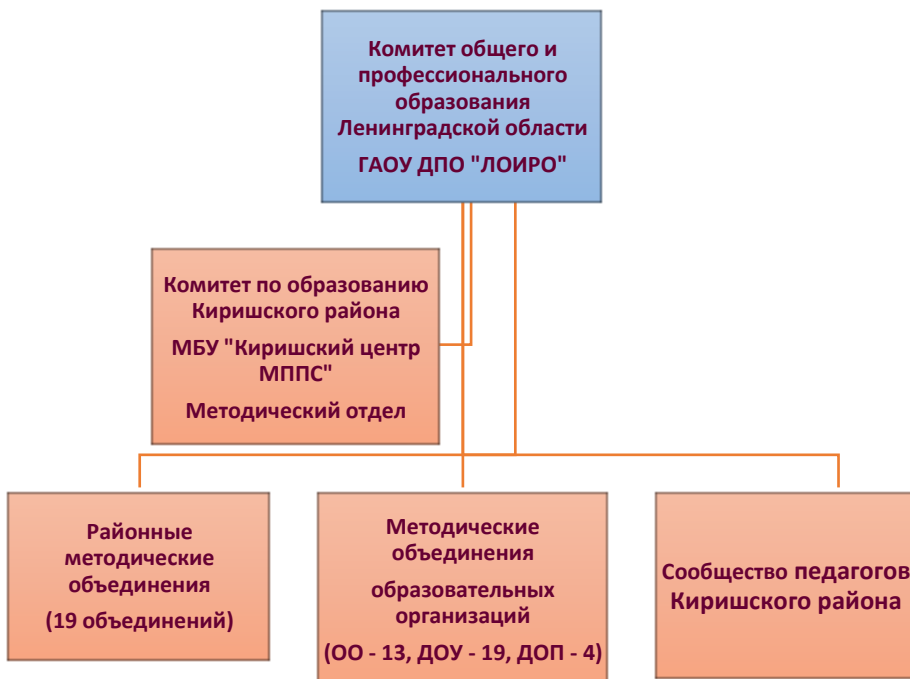 Комитет общего и
профессионального
образования
Ленинградской области
ГАОУ ДПО "ЛОИРО"
Комитет по образованию
Киришского района
МБУ "Киришский центр
МППС"
Методический отдел
Районные
методические
объединения
(19 объединений)
Методические
объединения
образовательных
организаций
(ОО - 13, ДОУ - 19, ДОП - 4)
Сообщество педагогов
Киришского района